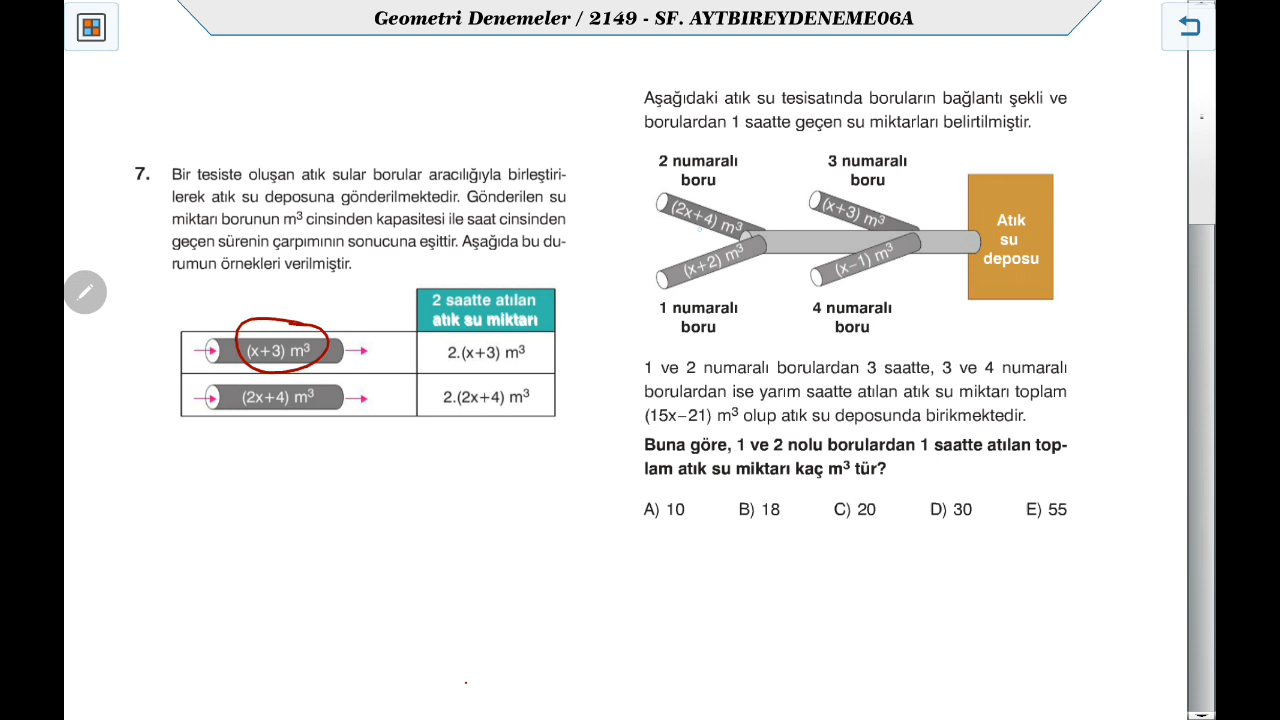 Geometri Denemeler / 2149 - SF. AYTBIREYDENEME06A
7. Bir tesiste oluşan atık sular borular aracılığıyla birleştiri-
lerek atık su deposuna gönderilmektedir. Gönderilen su
miktarı borunun m³ cinsinden kapasitesi ile saat cinsinden
geçen sürenin çarpımının sonucuna eşittir. Aşağıda bu du-
rumun örnekleri verilmiştir.
2 saatte atılan
atık su miktarı
(x+3) m³ 2.(x+3) m³
(2x+4) m³ 2.(2x+4) m³
Aşağıdaki atık su tesisatında boruların bağlantı şekli ve
borulardan 1 saatte geçen su miktarları belirtilmiştir.
2 numaralı
boru
3 numaralı
boru
(2x+4) m³
(x+3) m³
(x+2) m³
(x−1) m³
Atık
su
deposu
1 numaralı
boru
4 numaralı
boru
1 ve 2 numaralı borulardan 3 saatte, 3 ve 4 numaralı
borulardan ise yarım saatte atılan atık su miktarı toplam
(15x−21) m³ olup atık su deposunda birikmektedir.
Buna göre, 1 ve 2 nolu borulardan 1 saatte atılan top-
lam atık su miktarı kaç m³ tür?
A) 10 B) 18 C) 20 D) 30 E) 55